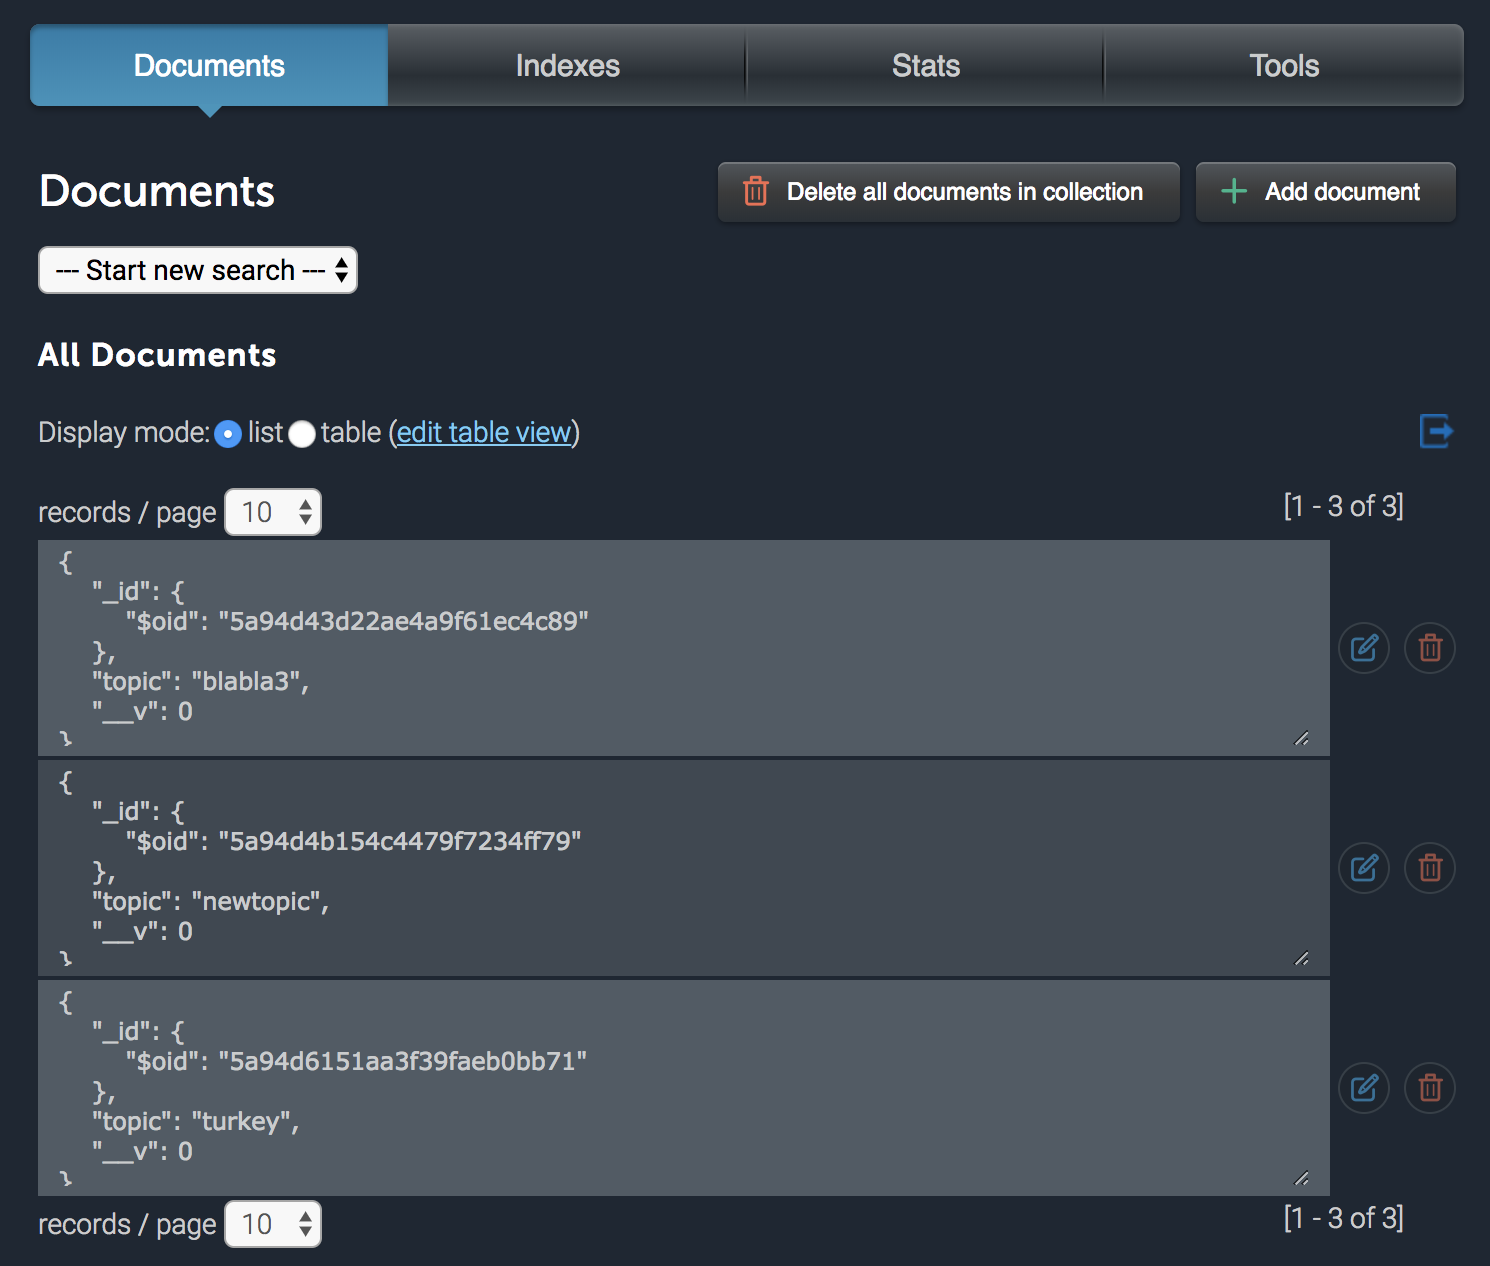 Documents Indexes Stats Tools
Documents
Delete all documents in collection
Add document
--- Start new search ---
All Documents
Display mode: list table (edit table view)
records / page 10
[1 - 3 of 3]
{
"_id": {
"$oid": "5a94d43d22ae4a9f61ec4c89"
},
"topic": "blabla3",
"__v": 0
}
{
"_id": {
"$oid": "5a94d4b154c4479f7234ff79"
},
"topic": "newtopic",
"__v": 0
}
{
"_id": {
"$oid": "5a94d6151aa3f39faeb0bb71"
},
"topic": "turkey",
"__v": 0
}
records / page 10
[1 - 3 of 3]